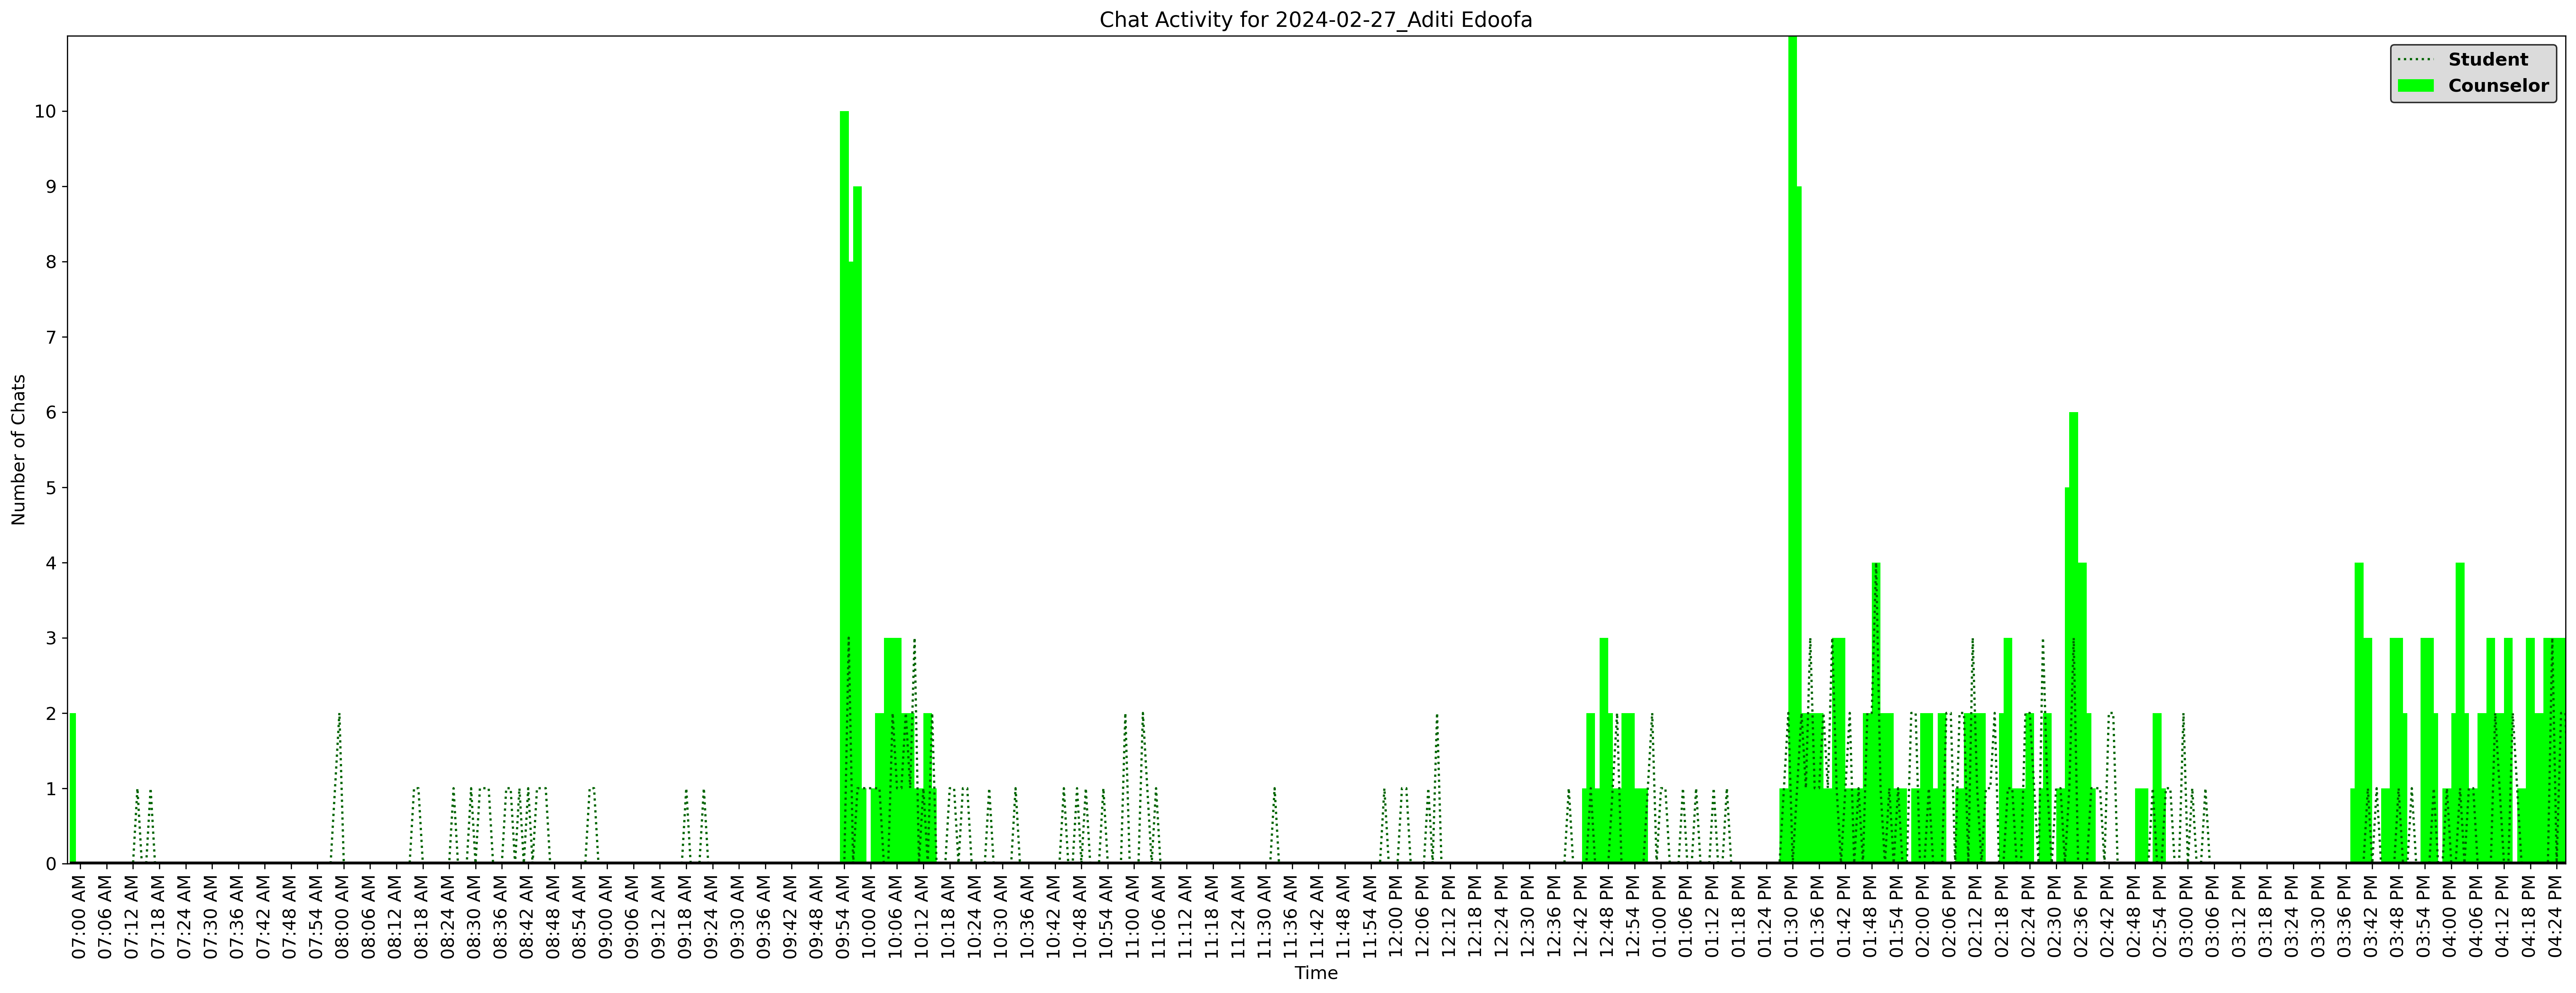 Chat Activity for 2024-02-27_Aditi Edoofa
Student
Counselor
Number of Chats
10
9
8
7
6
5
4
3
2
1
0
07:00 AM
07:06 AM
07:12 AM
07:18 AM
07:24 AM
07:30 AM
07:36 AM
07:42 AM
07:48 AM
07:54 AM
08:00 AM
08:06 AM
08:12 AM
08:18 AM
08:24 AM
08:30 AM
08:36 AM
08:42 AM
08:48 AM
08:54 AM
09:00 AM
09:06 AM
09:12 AM
09:18 AM
09:24 AM
09:30 AM
09:36 AM
09:42 AM
09:48 AM
09:54 AM
10:00 AM
10:06 AM
10:12 AM
10:18 AM
10:24 AM
10:30 AM
10:36 AM
10:42 AM
10:48 AM
10:54 AM
11:00 AM
11:06 AM
11:12 AM
11:18 AM
11:24 AM
11:30 AM
11:36 AM
11:42 AM
11:48 AM
11:54 AM
12:00 PM
12:06 PM
12:12 PM
12:18 PM
12:24 PM
12:30 PM
12:36 PM
12:42 PM
12:48 PM
12:54 PM
01:00 PM
01:06 PM
01:12 PM
01:18 PM
01:24 PM
01:30 PM
01:36 PM
01:42 PM
01:48 PM
01:54 PM
02:00 PM
02:06 PM
02:12 PM
02:18 PM
02:24 PM
02:30 PM
02:36 PM
02:42 PM
02:48 PM
02:54 PM
03:00 PM
03:06 PM
03:12 PM
03:18 PM
03:24 PM
03:30 PM
03:36 PM
03:42 PM
03:48 PM
03:54 PM
04:00 PM
04:06 PM
04:12 PM
04:18 PM
04:24 PM
Time